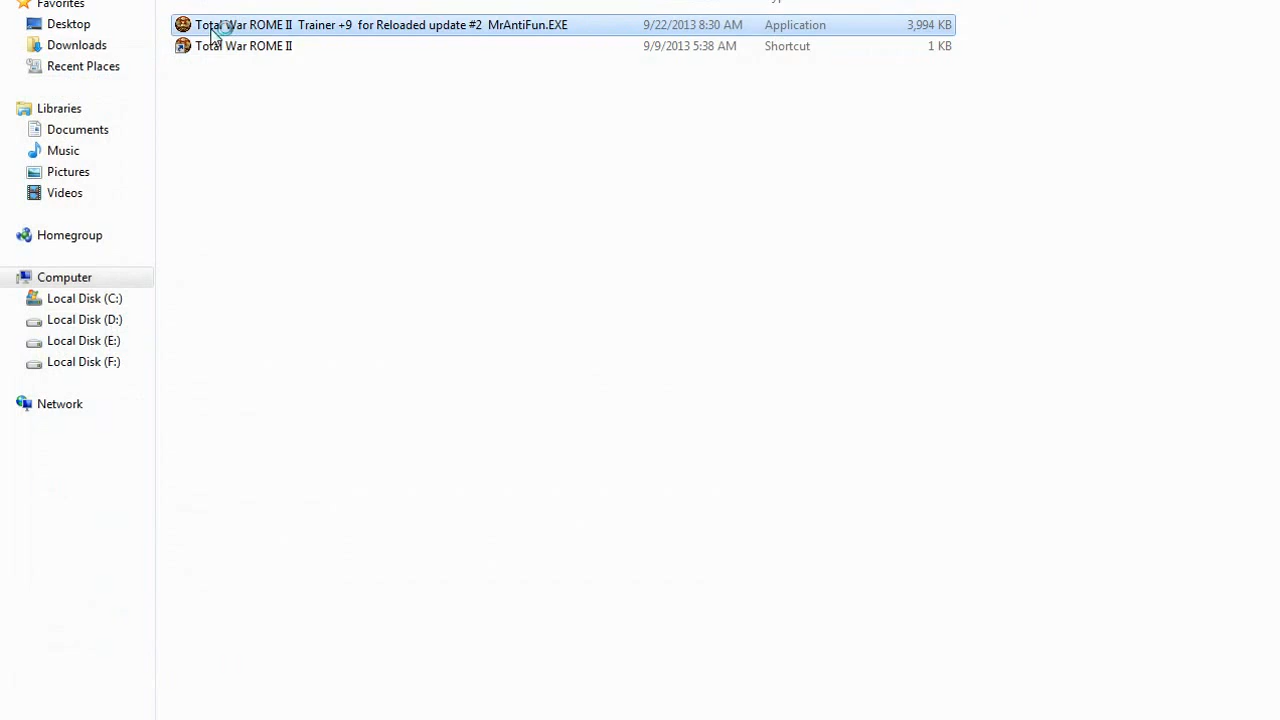 Favorites
Total War ROME II  Trainer +9  for Reloaded update #2  MrAntiFun.EXE 9/22/2013 8:30 AM Application 3,994 KB
Desktop
Total War ROME II 9/9/2013 5:38 AM Shortcut 1 KB
Downloads
Recent Places
Libraries
Documents
Music
Pictures
Videos
Homegroup
Computer
Local Disk (C:)
Local Disk (D:)
Local Disk (E:)
Local Disk (F:)
Network